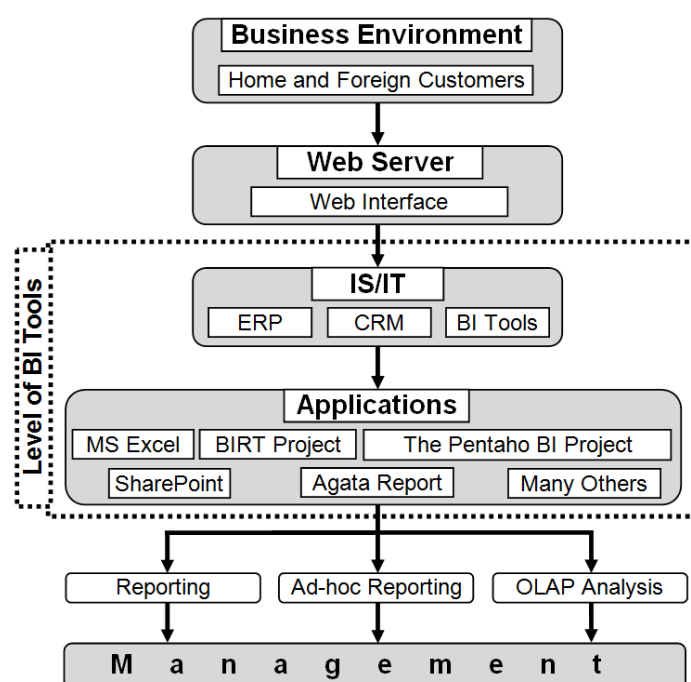 Business Environment
Home and Foreign Customers
Web Server
Web Interface
Level of BI Tools
IS/IT
ERP CRM BI Tools
Applications
MS Excel BIRT Project The Pentaho BI Project
SharePoint Agata Report Many Others
Reporting Ad-hoc Reporting OLAP Analysis
M a n a g e m e n t